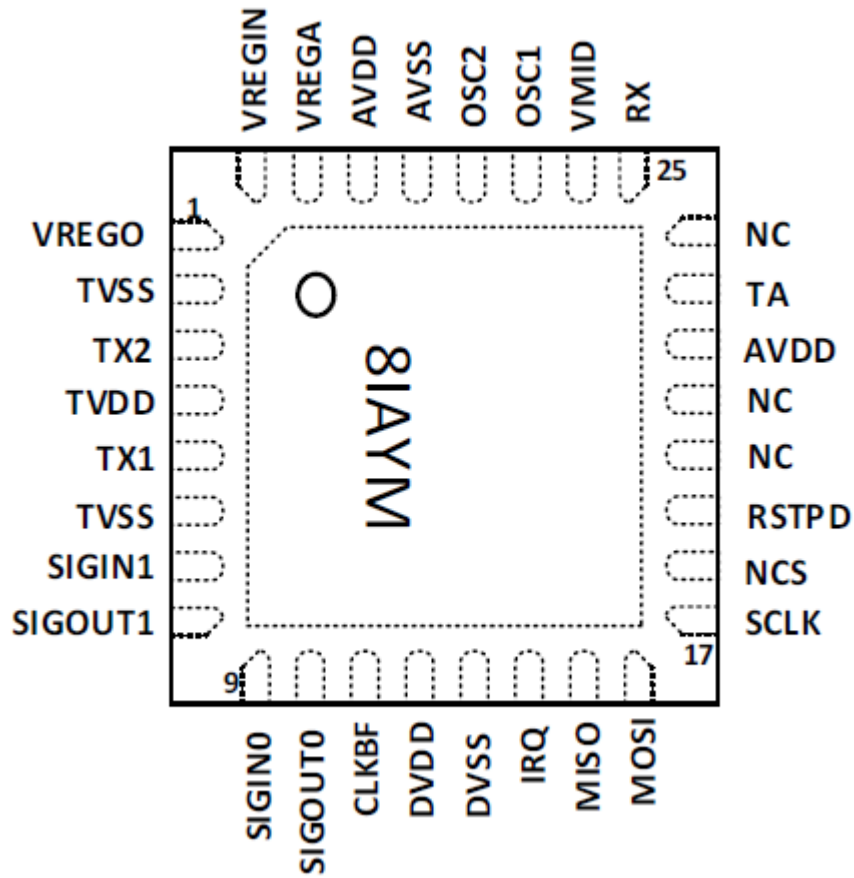 VREGIN
VREGA
AVDD
AVSS
OSC2
OSC1
VMID
RX
25
1
VREGO
TVSS
TX2
TVDD
TX1
TVSS
SIGIN1
SIGOUT1
NC
TA
AVDD
NC
NC
RSTPD
NCS
SCLK
8IAYM
17
9
SIGIN0
SIGOUT0
CLKBF
DVDD
DVSS
IRQ
MISO
MOSI